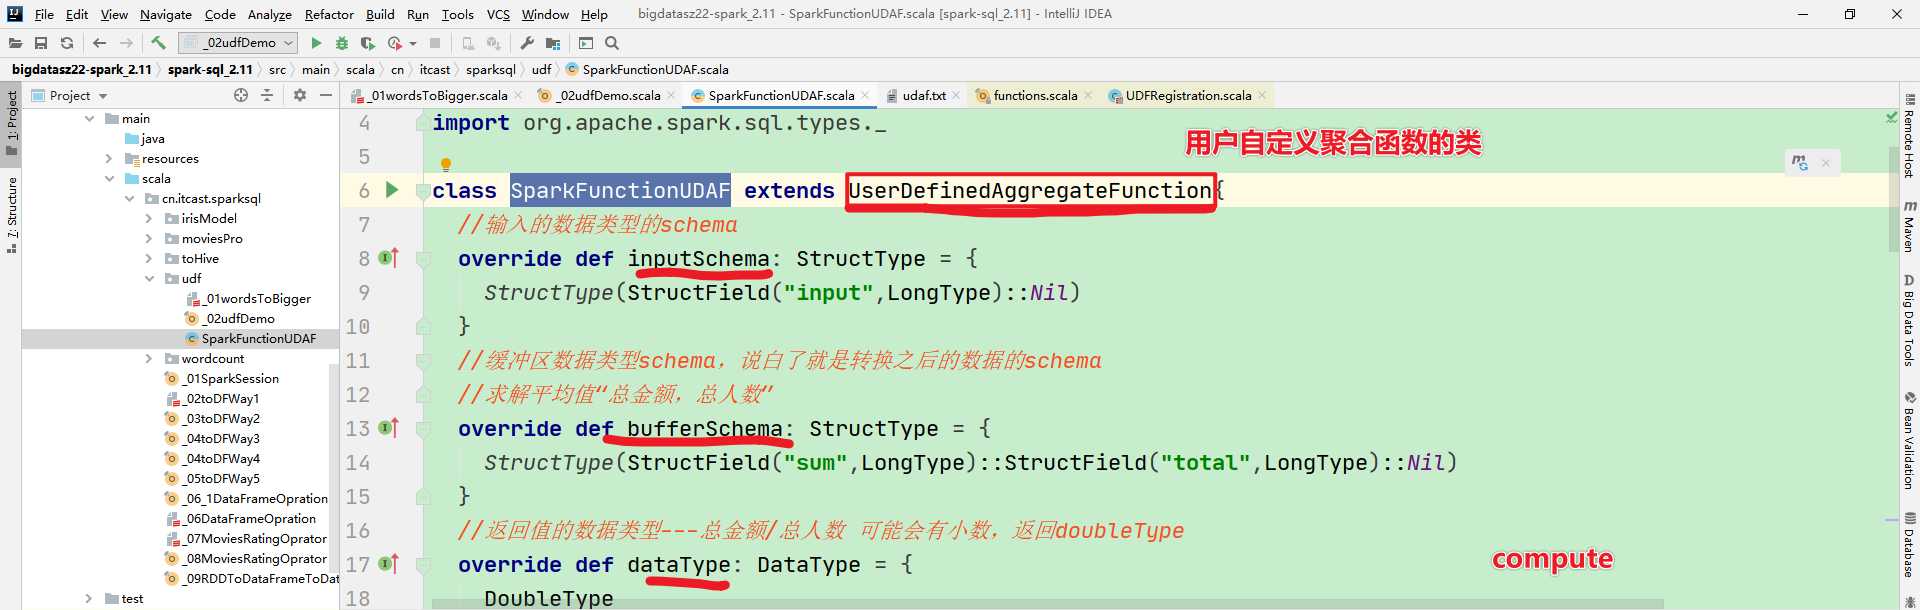 File Edit View Navigate Code Analyze Refactor Build Run Tools VCS Window Help bigdatasz22-spark_2.11 - SparkFunctionUDAF.scala [spark-sql_2.11] - IntelliJ IDEA
_02udfDemo
bigdatasz22-spark_2.11 spark-sql_2.11 src main scala cn itcast sparksql udf SparkFunctionUDAF.scala
Project
_01wordsToBigger.scala _02udfDemo.scala SparkFunctionUDAF.scala udaf.txt functions.scala UDFRegistration.scala
1: Project
7: Structure
main
java
resources
scala
cn.itcast.sparksql
irisModel
moviesPro
toHive
udf
_01wordsToBigger
_02udfDemo
SparkFunctionUDAF
wordcount
_01SparkSession
_02toDFWay1
_03toDFWay2
_04toDFWay3
_04toDFWay4
_05toDFWay5
_06_1DataFrameOpration
_06DataFrameOpration
_07MoviesRatingOprator
_08MoviesRatingOprator
_09RDDToDataFrameToDat
test
4 import org.apache.spark.sql.types._
用户自定义聚合函数的类
5
6 class SparkFunctionUDAF extends UserDefinedAggregateFunction{
7 //输入的数据类型的schema
8 override def inputSchema: StructType = {
9 StructType(StructField("input",LongType)::Nil)
10 }
11 //缓冲区数据类型schema，说白了就是转换之后的数据的schema
12 //求解平均值“总金额，总人数”
13 override def bufferSchema: StructType = {
14 StructType(StructField("sum",LongType)::StructField("total",LongType)::Nil)
15 }
16 //返回值的数据类型---总金额/总人数 可能会有小数，返回doubleType
compute
17 override def dataType: DataType = {
18 DoubleType
Remote Host
Maven
Big Data Tools
Bean Validation
Database